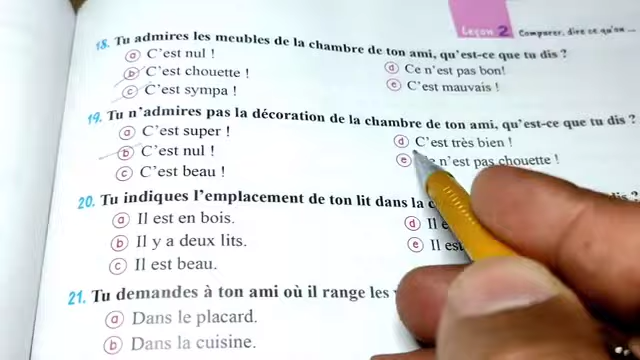 Leçon 2 Comparer, dire ce qu'on ...
18. Tu admires les meubles de la chambre de ton ami, qu'est-ce que tu dis ?
a C'est nul !
b C'est chouette !
d Ce n'est pas bon!
c C'est sympa !
e C'est mauvais !
19. Tu n'admires pas la décoration de la chambre de ton ami, qu'est-ce que tu dis ?
a C'est super !
d C'est très bien !
b C'est nul !
e n'est pas chouette !
c C'est beau !
20. Tu indiques l'emplacement de ton lit dans la
a Il est en bois.
d Il
b Il y a deux lits.
e Il est
c Il est beau.
21. Tu demandes à ton ami où il range les
a Dans le placard.
b Dans la cuisine.